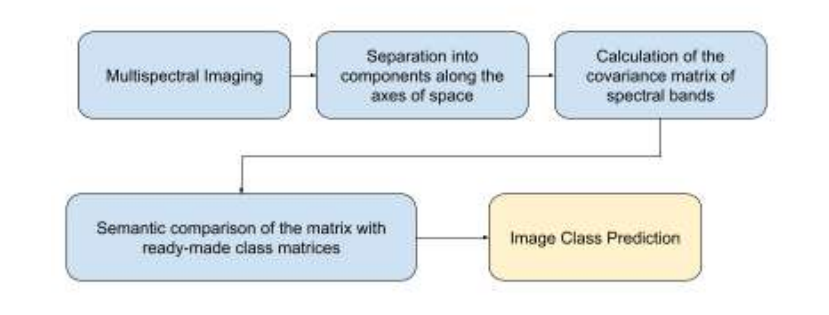 Multispectral Imaging
Separation into
components along the
axes of space
Calculation of the
covariance matrix of
spectral bands
Semantic comparison of the matrix with
ready-made class matrices
Image Class Prediction